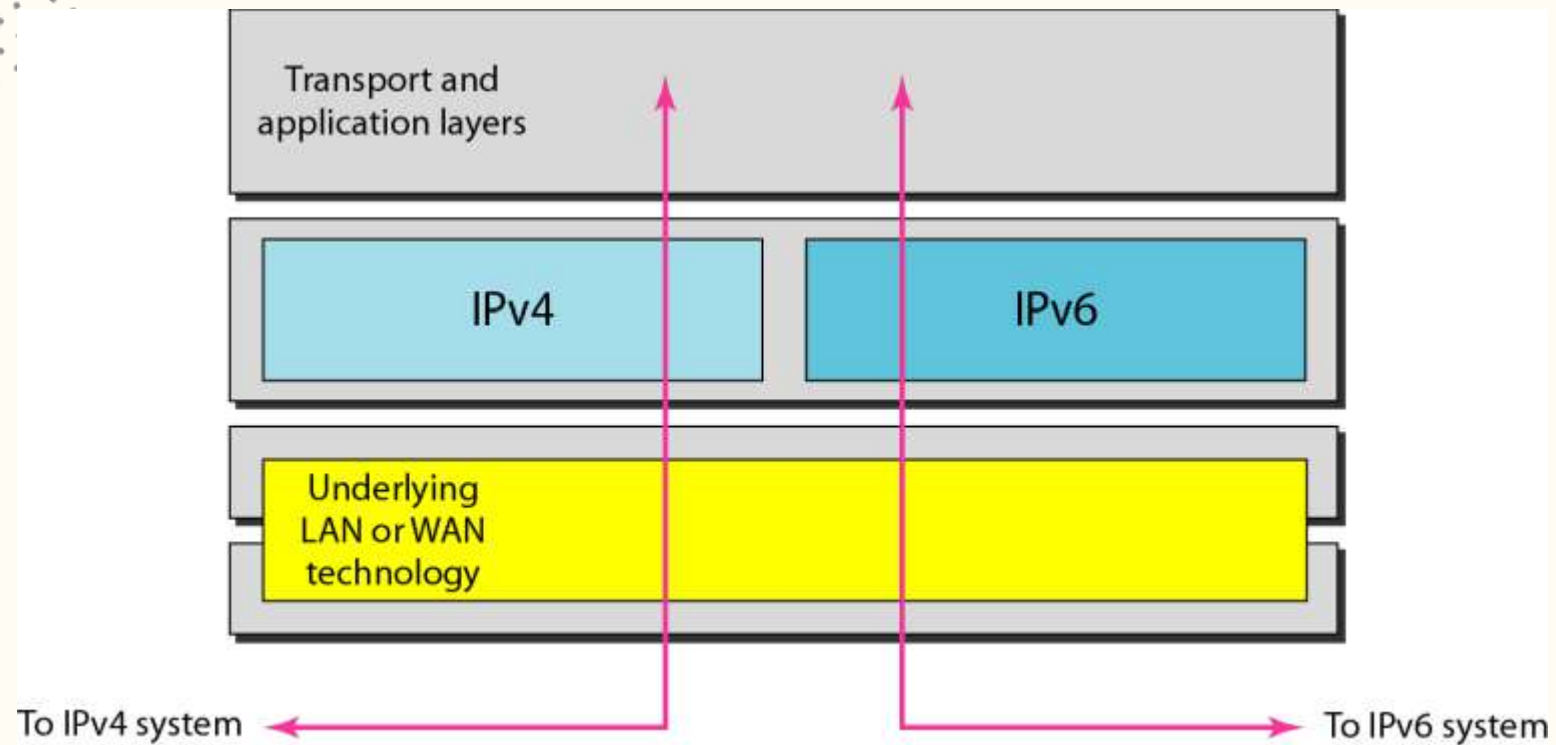 Transport and
application layers
IPv4
IPv6
Underlying
LAN or WAN
technology
To IPv4 system
To IPv6 system